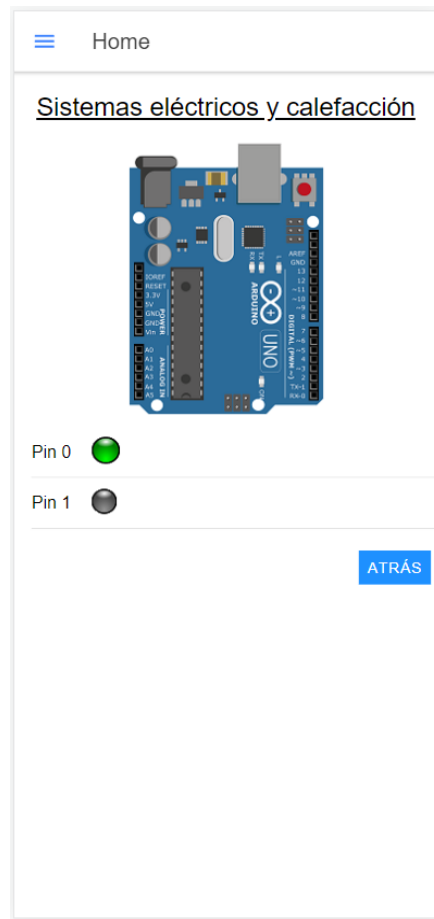 Home
Sistemas eléctricos y calefacción
IOREF
RESET
3.3V
5V
GND
GND
Vin
POWER
A0
A1
A2
A3
A4
A5
ANALOG IN
RX
TX
L
ARDUINO
UNO
ON
AREF
GND
13
12
~11
~10
~9
8
7
~6
~5
4
~3
2
TX-1
RX-0
DIGITAL (PWM ~)
Pin 0
Pin 1
ATRÁS